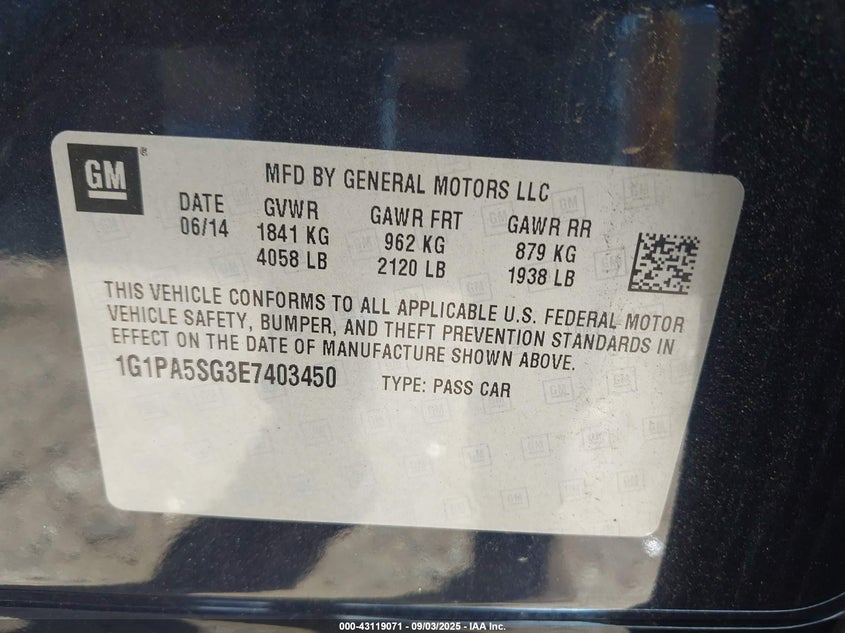 GM®
MFD BY GENERAL MOTORS LLC
DATE GVWR GAWR FRT GAWR RR
06/14 1841 KG 962 KG 879 KG
4058 LB 2120 LB 1938 LB
THIS VEHICLE CONFORMS TO ALL APPLICABLE U.S. FEDERAL MOTOR
VEHICLE SAFETY, BUMPER, AND THEFT PREVENTION STANDARDS IN
EFFECT ON THE DATE OF MANUFACTURE SHOWN ABOVE.
1G1PA5SG3E7403450 TYPE: PASS CAR
000-43119071 - 09/03/2025 - IAA Inc.